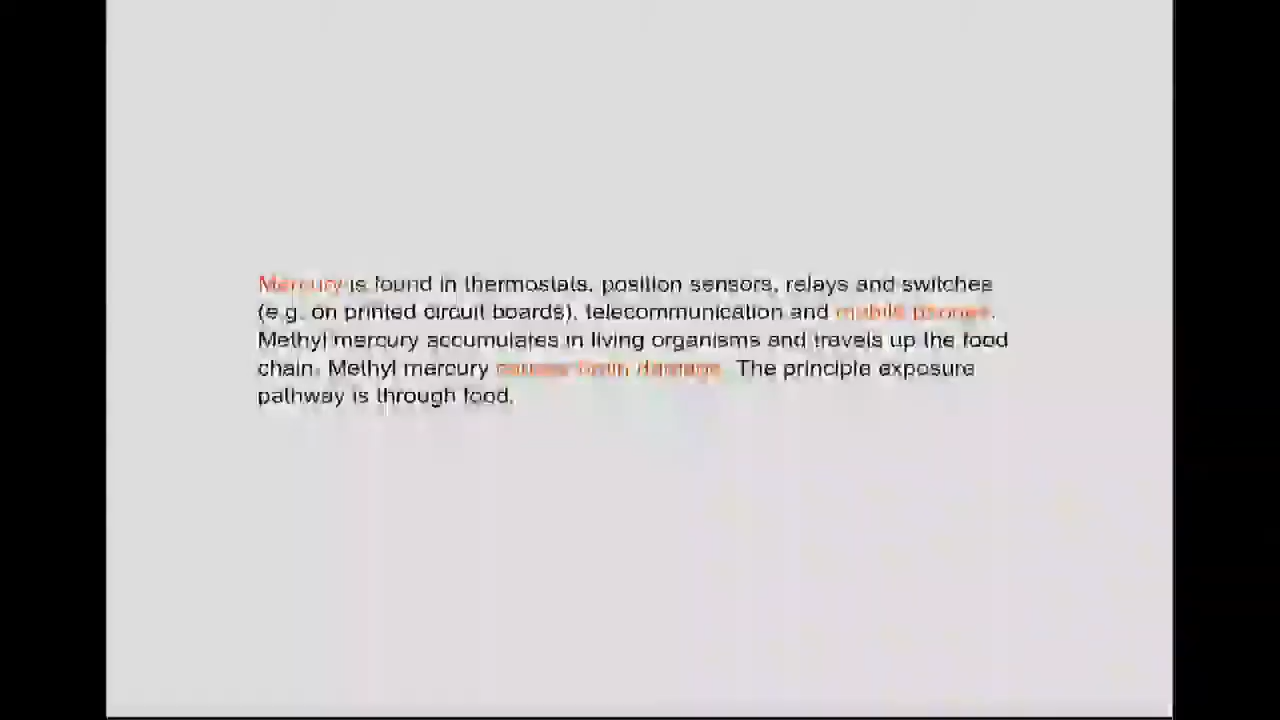 Mercury is found in thermostats, position sensors, relays and switches
(e.g. on printed circuit boards), telecommunication and mobile phones.
Methyl mercury accumulates in living organisms and travels up the food
chain. Methyl mercury causes brain damage. The principle exposure
pathway is through food.